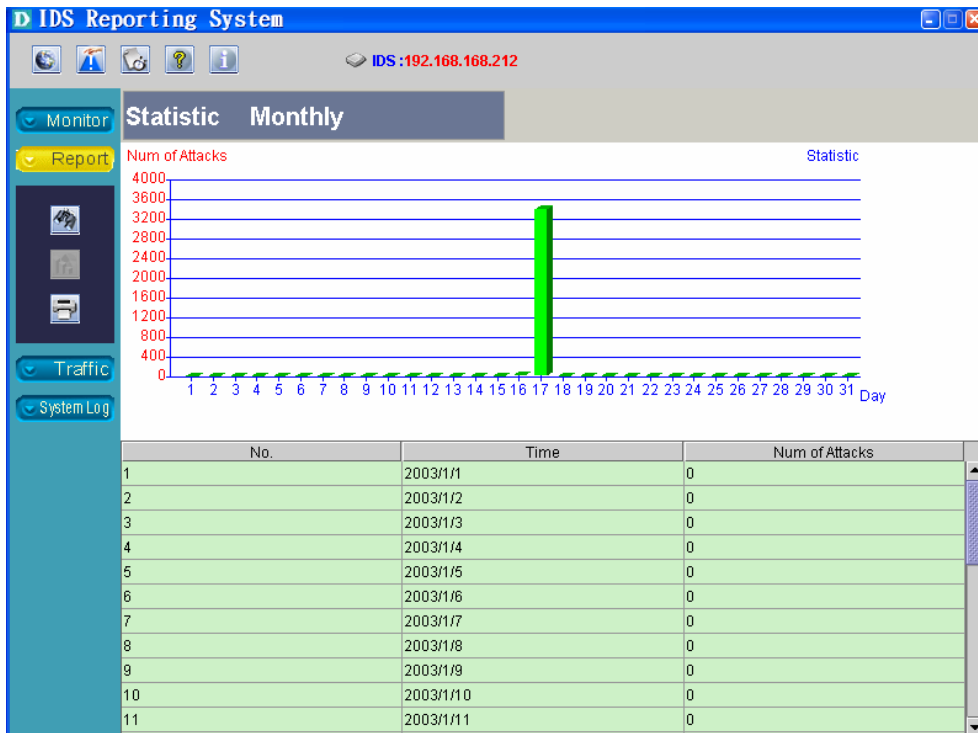 D IDS Reporting System
IDS :192.168.168.212
Monitor
Report
Traffic
System Log
Statistic Monthly
Num of Attacks
Statistic
4000
3600
3200
2800
2400
2000
1600
1200
800
400
0
1 2 3 4 5 6 7 8 9 10 11 12 13 14 15 16 17 18 19 20 21 22 23 24 25 26 27 28 29 30 31 Day
No. Time Num of Attacks
1 2003/1/1 0
2 2003/1/2 0
3 2003/1/3 0
4 2003/1/4 0
5 2003/1/5 0
6 2003/1/6 0
7 2003/1/7 0
8 2003/1/8 0
9 2003/1/9 0
10 2003/1/10 0
11 2003/1/11 0